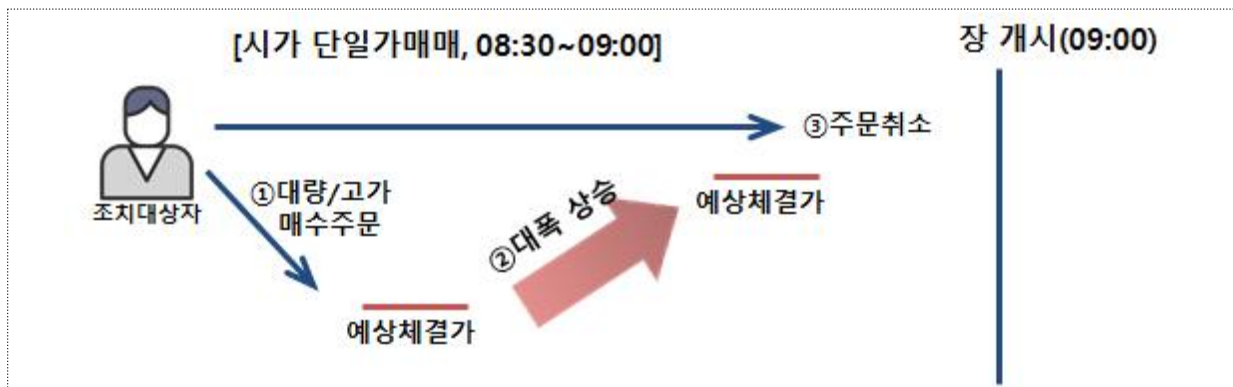 [시가 단일가매매, 08:30~09:00]
장 개시(09:00)
③주문취소
①대량/고가
매수주문
조치대상자
②대폭 상승
예상체결가
예상체결가